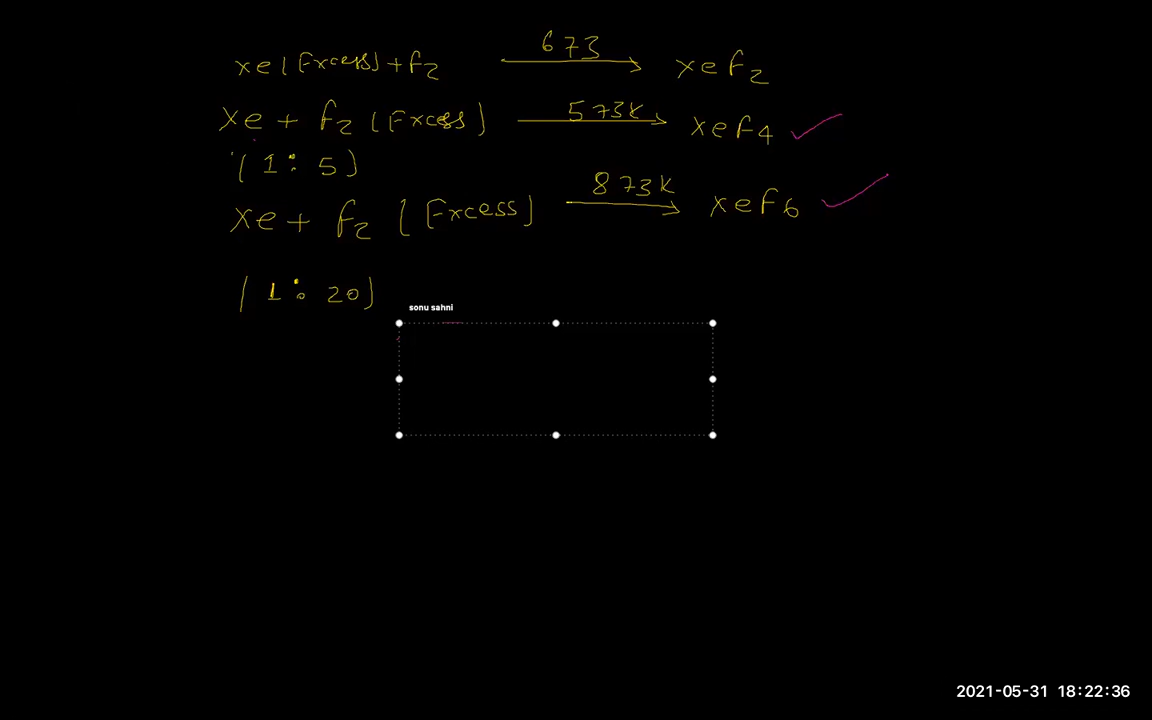 673
xe (Excess) + f2 → xef2
573K
xe + f2 (Excess) → xef4 ✓
(1 : 5)
873K
xe + f2 (Excess) → xef6 ✓
(1 : 20)
sonu sahni
2021-05-31 18:22:36